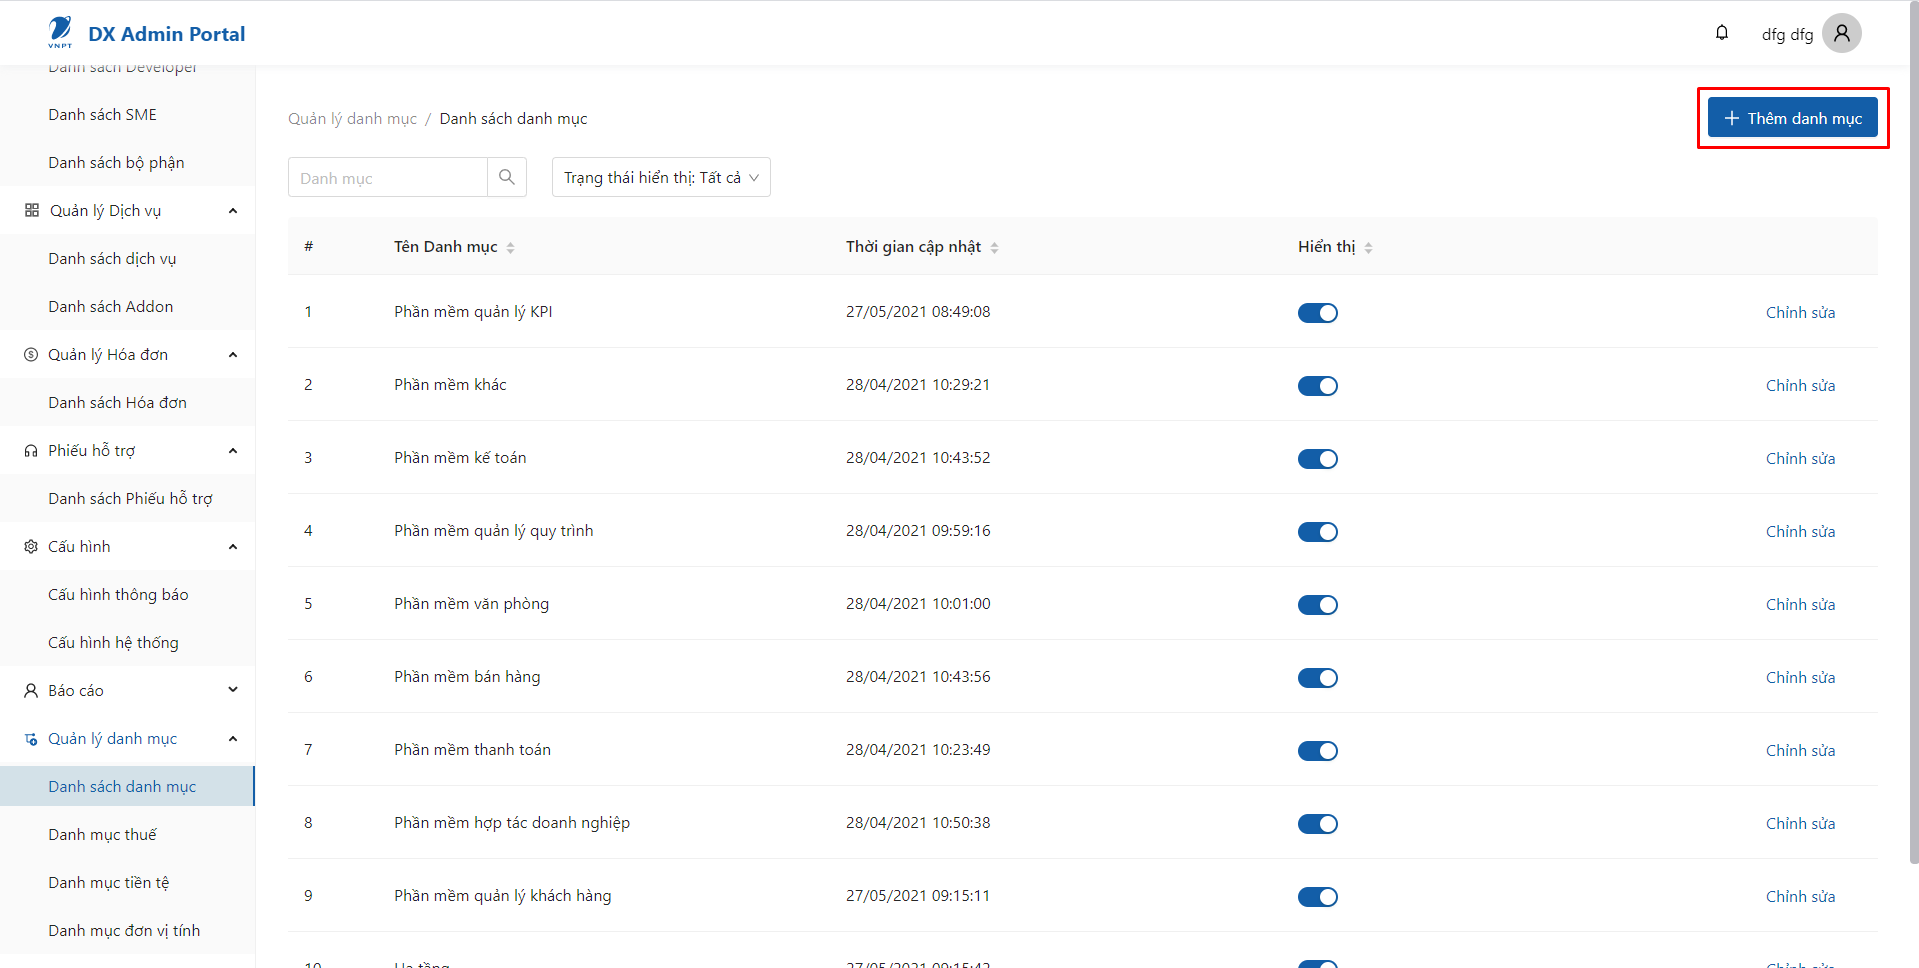 VNPT
DX Admin Portal
dfg dfg
Danh sách Developer
Danh sách SME
Danh sách bộ phận
Quản lý Dịch vụ
Danh sách dịch vụ
Danh sách Addon
Quản lý Hóa đơn
Danh sách Hóa đơn
Phiếu hỗ trợ
Danh sách Phiếu hỗ trợ
Cấu hình
Cấu hình thông báo
Cấu hình hệ thống
Báo cáo
Quản lý danh mục
Danh sách danh mục
Danh mục thuế
Danh mục tiền tệ
Danh mục đơn vị tính
Quản lý danh mục / Danh sách danh mục
Thêm danh mục
Danh mục
Trạng thái hiển thị: Tất cả
# Tên Danh mục Thời gian cập nhật Hiển thị
1 Phần mềm quản lý KPI 27/05/2021 08:49:08 Chỉnh sửa
2 Phần mềm khác 28/04/2021 10:29:21 Chỉnh sửa
3 Phần mềm kế toán 28/04/2021 10:43:52 Chỉnh sửa
4 Phần mềm quản lý quy trình 28/04/2021 09:59:16 Chỉnh sửa
5 Phần mềm văn phòng 28/04/2021 10:01:00 Chỉnh sửa
6 Phần mềm bán hàng 28/04/2021 10:43:56 Chỉnh sửa
7 Phần mềm thanh toán 28/04/2021 10:23:49 Chỉnh sửa
8 Phần mềm hợp tác doanh nghiệp 28/04/2021 10:50:38 Chỉnh sửa
9 Phần mềm quản lý khách hàng 27/05/2021 09:15:11 Chỉnh sửa
10 Hạ tầng 27/05/2021 09:15:42 Chỉnh sửa